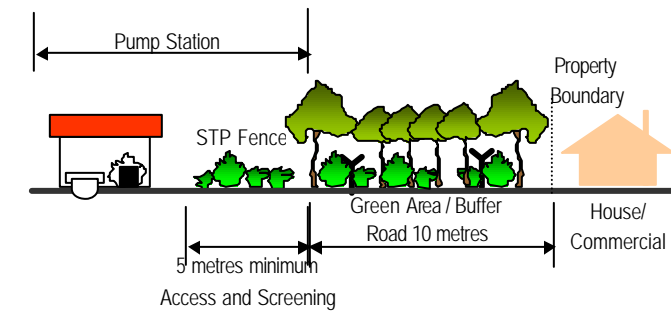 Pump Station
Property
Boundary
STP Fence
Green Area / Buffer
Road 10 metres
House/
Commercial
5 metres minimum
Access and Screening